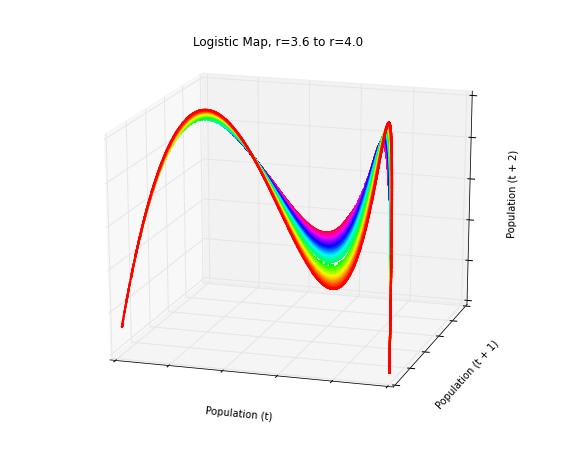 Logistic Map, r=3.6 to r=4.0
Population (t + 2)
Population (t + 1)
Population (t)